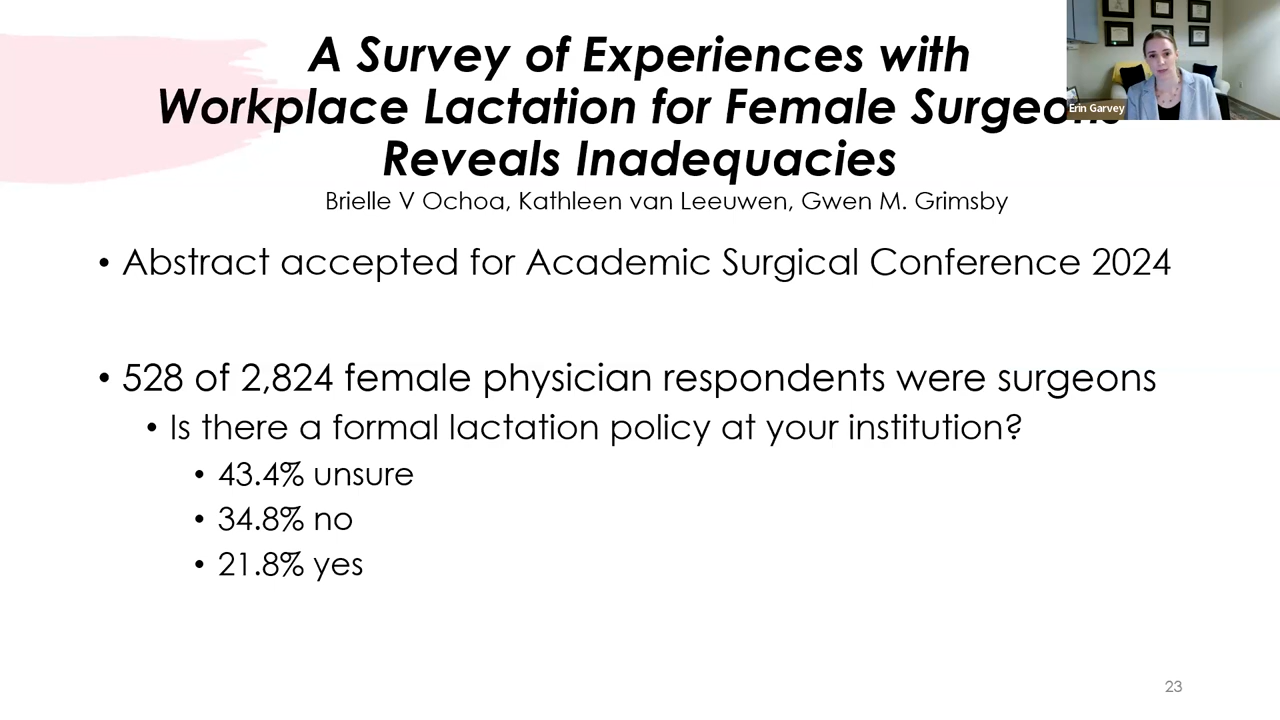 A Survey of Experiences with
Workplace Lactation for Female Surgeons
Reveals Inadequacies
Brielle V Ochoa, Kathleen van Leeuwen, Gwen M. Grimsby
• Abstract accepted for Academic Surgical Conference 2024
• 528 of 2,824 female physician respondents were surgeons
• Is there a formal lactation policy at your institution?
• 43.4% unsure
• 34.8% no
• 21.8% yes
Erin Garvey
23